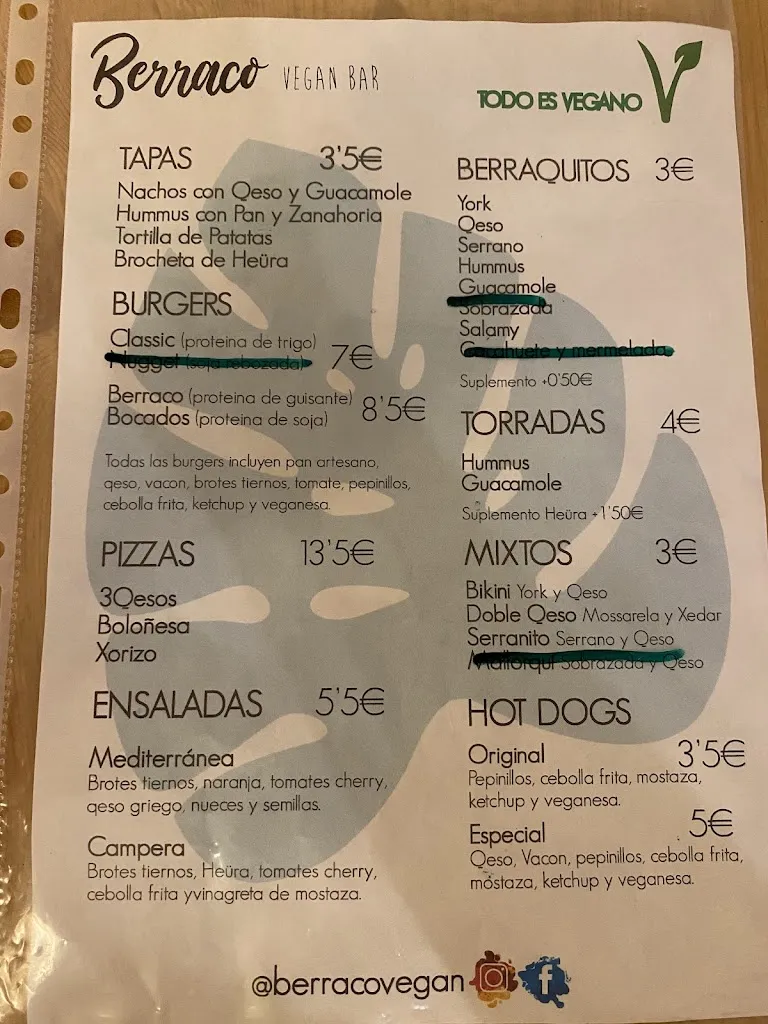 Berraco VEGAN BAR
TODO ES VEGANO
TAPAS 3'5€
Nachos con Qeso y Guacamole
Hummus con Pan y Zanahoria
Tortilla de Patatas
Brocheta de Heüra
BURGERS
Classic (proteina de trigo)
Nugget (soja rebozada) 7€
Berraco (proteina de guisante)
Bocados (proteina de soja) 8'5€
Todas las burgers incluyen pan artesano,
qeso, vacon, brotes tiernos, tomate, pepinillos,
cebolla frita, ketchup y veganesa.
PIZZAS 13'5€
3Qesos
Boloñesa
Xorizo
ENSALADAS 5'5€
Mediterránea
Brotes tiernos, naranja, tomates cherry,
qeso griego, nueces y semillas.
Campera
Brotes tiernos, Heüra, tomates cherry,
cebolla frita yvinagreta de mostaza.
BERRAQUITOS 3€
York
Qeso
Serrano
Hummus
Guacamole
Sobrazada
Salamy
Cacahuete y mermelada
Suplemento +0'50€
TORRADAS 4€
Hummus
Guacamole
Suplemento Heüra +1'50€
MIXTOS 3€
Bikini York y Qeso
Doble Qeso Mossarela y Xedar
Serranito Serrano y Qeso
Mallorquí Sobrazada y Qeso
HOT DOGS
Original 3'5€
Pepinillos, cebolla frita, mostaza,
ketchup y veganesa.
Especial 5€
Qeso, Vacon, pepinillos, cebolla frita,
mostaza, ketchup y veganesa.
@berracovegan